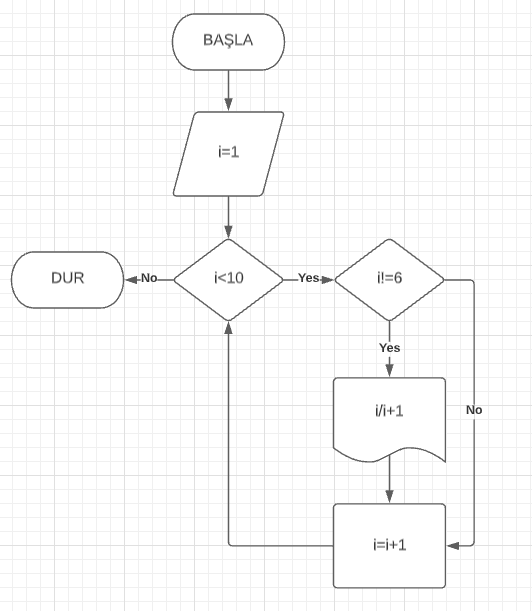 BAŞLA
i=1
DUR
No
i<10
Yes
i!=6
Yes
i/i+1
No
i=i+1